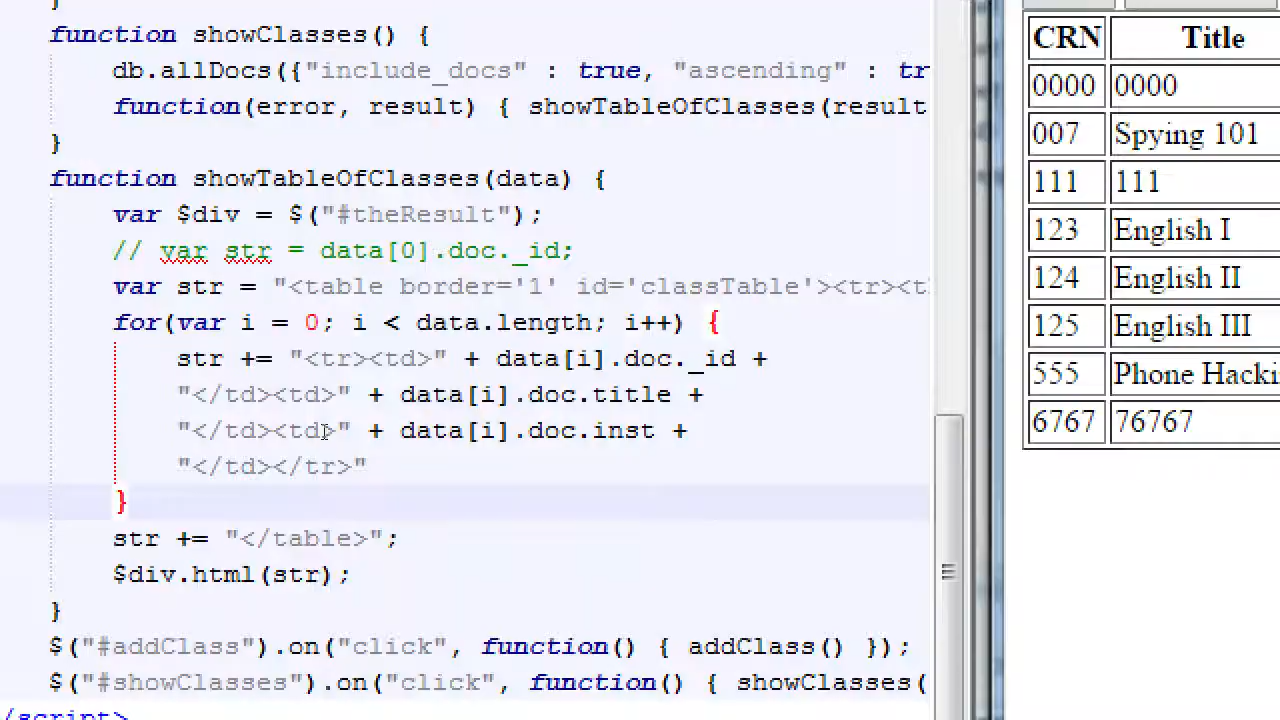 }
function showClasses() {
db.allDocs({"include_docs" : true, "ascending" : tr
function(error, result) { showTableOfClasses(result
}
function showTableOfClasses(data) {
var $div = $("#theResult");
// var str = data[0].doc._id;
var str = "<table border='1' id='classTable'><tr><t
for(var i = 0; i < data.length; i++) {
str += "<tr><td>" + data[i].doc._id +
"</td><td>" + data[i].doc.title +
"</td><td>" + data[i].doc.inst +
"</td></tr>"
}
str += "</table>";
$div.html(str);
}
$("#addClass").on("click", function() { addClass() });
$("#showClasses").on("click", function() { showClasses(
/script>
CRN Title
0000 0000
007 Spying 101
111 111
123 English I
124 English II
125 English III
555 Phone Hacki
6767 76767